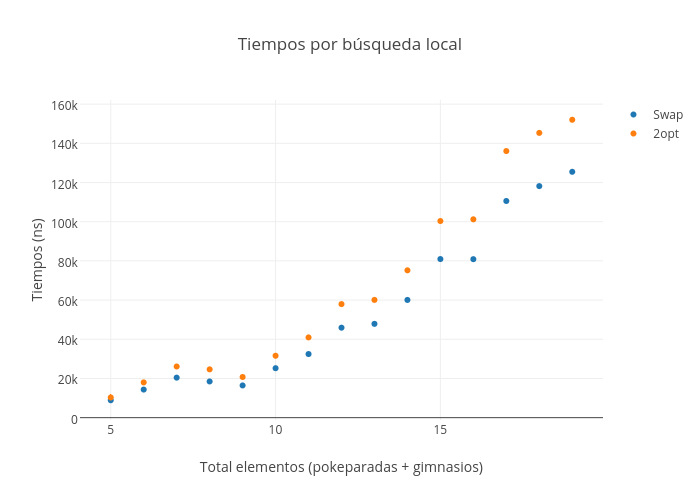 Tiempos por búsqueda local
160k
140k
120k
100k
80k
60k
40k
20k
0
Tiempos (ns)
5
10
15
Total elementos (pokeparadas + gimnasios)
Swap
2opt